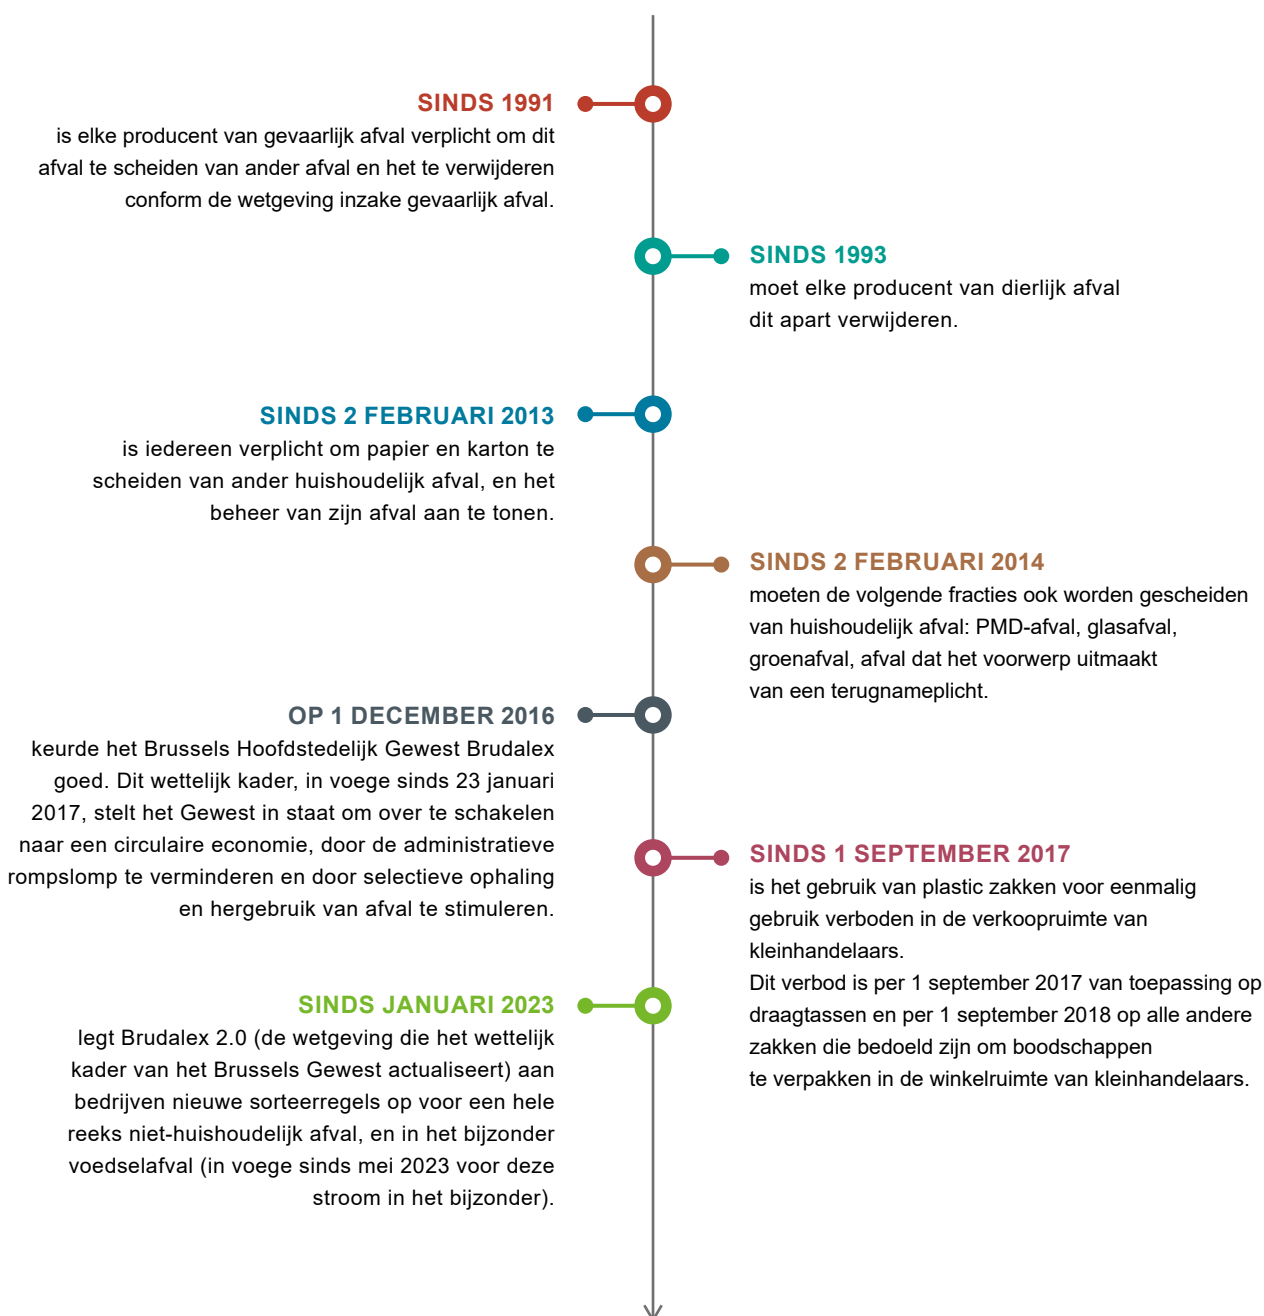 SINDS 1991
is elke producent van gevaarlijk afval verplicht om dit
afval te scheiden van ander afval en het te verwijderen
conform de wetgeving inzake gevaarlijk afval.
SINDS 1993
moet elke producent van dierlijk afval
dit apart verwijderen.
SINDS 2 FEBRUARI 2013
is iedereen verplicht om papier en karton te
scheiden van ander huishoudelijk afval, en het
beheer van zijn afval aan te tonen.
SINDS 2 FEBRUARI 2014
moeten de volgende fracties ook worden gescheiden
van huishoudelijk afval: PMD-afval, glasafval,
groenafval, afval dat het voorwerp uitmaakt
van een terugnameplicht.
OP 1 DECEMBER 2016
keurde het Brussels Hoofdstedelijk Gewest Brudalex
goed. Dit wettelijk kader, in voege sinds 23 januari
2017, stelt het Gewest in staat om over te schakelen
naar een circulaire economie, door de administratieve
rompslomp te verminderen en door selectieve ophaling
en hergebruik van afval te stimuleren.
SINDS 1 SEPTEMBER 2017
is het gebruik van plastic zakken voor eenmalig
gebruik verboden in de verkoopruimte van
kleinhandelaars.
Dit verbod is per 1 september 2017 van toepassing op
draagtassen en per 1 september 2018 op alle andere
zakken die bedoeld zijn om boodschappen
te verpakken in de winkelruimte van kleinhandelaars.
SINDS JANUARI 2023
legt Brudalex 2.0 (de wetgeving die het wettelijk
kader van het Brussels Gewest actualiseert) aan
bedrijven nieuwe sorteerregels op voor een hele
reeks niet-huishoudelijk afval, en in het bijzonder
voedselafval (in voege sinds mei 2023 voor deze
stroom in het bijzonder).